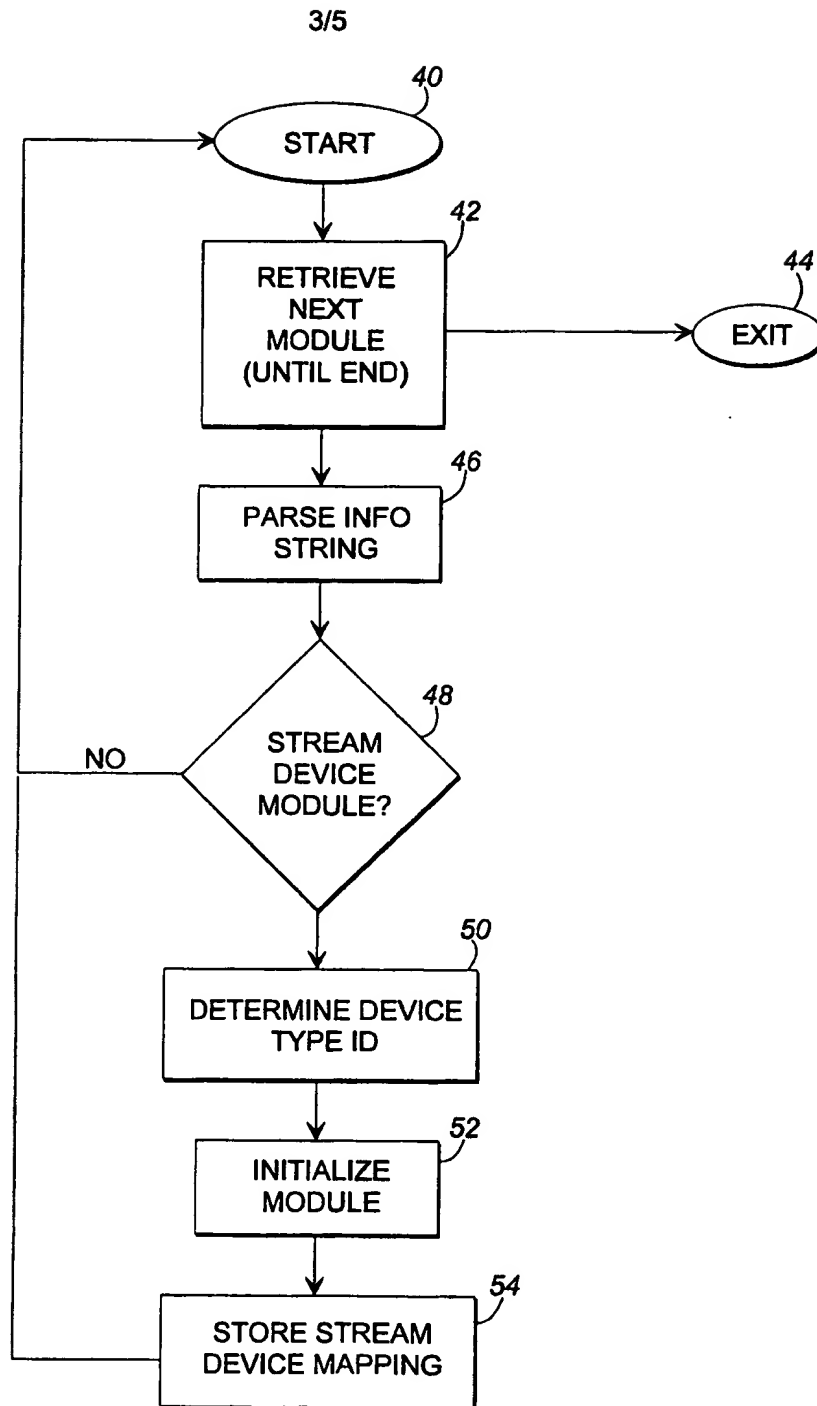 3/5
40
START
42
RETRIEVE
NEXT
MODULE
(UNTIL END)
44
EXIT
46
PARSE INFO
STRING
48
STREAM
DEVICE
MODULE?
NO
50
DETERMINE DEVICE
TYPE ID
52
INITIALIZE
MODULE
54
STORE STREAM
DEVICE MAPPING